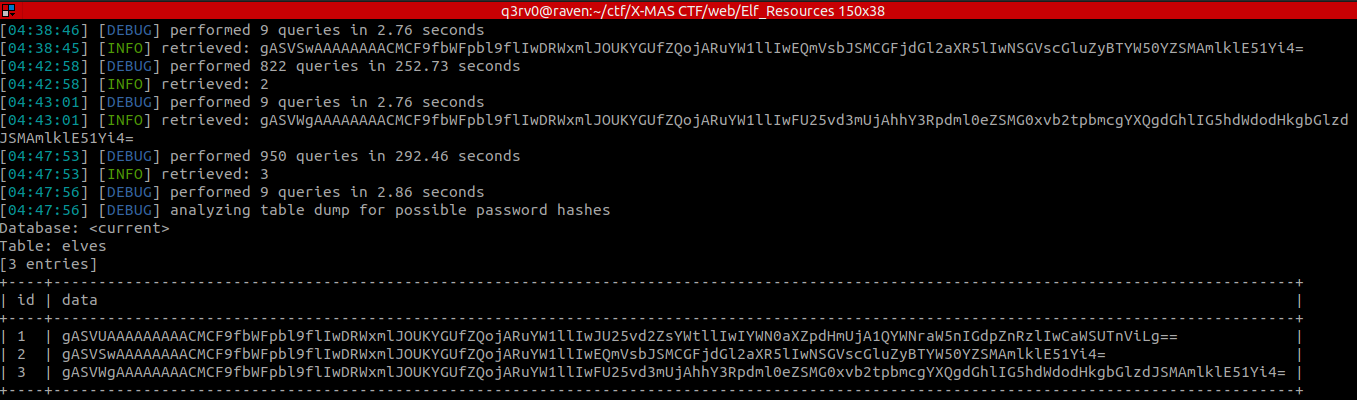 q3rv0@raven:~/ctf/X-MAS CTF/web/Elf_Resources 150x38
[04:38:46] [DEBUG] performed 9 queries in 2.76 seconds
[04:38:45] [INFO] retrieved: gASVSwAAAAAAAACMCF9fbWFpbl9flIwDRWxmlJOUKYGUfZQojARuYW1llIwEQmVsbJSMCGFjdGl2aXR5lIwNSGVscGluZyBTYW50YZSMAmlklE51Yi4=
[04:42:58] [DEBUG] performed 822 queries in 252.73 seconds
[04:42:58] [INFO] retrieved: 2
[04:43:01] [DEBUG] performed 9 queries in 2.76 seconds
[04:43:01] [INFO] retrieved: gASVWgAAAAAAAACMCF9fbWFpbl9flIwDRWxmlJOUKYGUfZQojARuYW1llIwFU25vd3mUjAhhY3Rpdml0eZSMG0xvb2tpbmcgYXQgdGhlIG5hdWdodHkgbGlzd
JSMAmlklE51Yi4=
[04:47:53] [DEBUG] performed 950 queries in 292.46 seconds
[04:47:53] [INFO] retrieved: 3
[04:47:56] [DEBUG] performed 9 queries in 2.86 seconds
[04:47:56] [DEBUG] analyzing table dump for possible password hashes
Database: <current>
Table: elves
[3 entries]
| id | data |
| 1 | gASVUAAAAAAAAACMCF9fbWFpbl9flIwDRWxmlJOUKYGUfZQojARuYW1llIwJU25vd2ZsYWtllIwIYWN0aXZpdHmUjA1QYWNraW5nIGdpZnRzlIwCaWSUTnViLg== |
| 2 | gASVSwAAAAAAAACMCF9fbWFpbl9flIwDRWxmlJOUKYGUfZQojARuYW1llIwEQmVsbJSMCGFjdGl2aXR5lIwNSGVscGluZyBTYW50YZSMAmlklE51Yi4= |
| 3 | gASVWgAAAAAAAACMCF9fbWFpbl9flIwDRWxmlJOUKYGUfZQojARuYW1llIwFU25vd3mUjAhhY3Rpdml0eZSMG0xvb2tpbmcgYXQgdGhlIG5hdWdodHkgbGlzdJSMAmlklE51Yi4= |